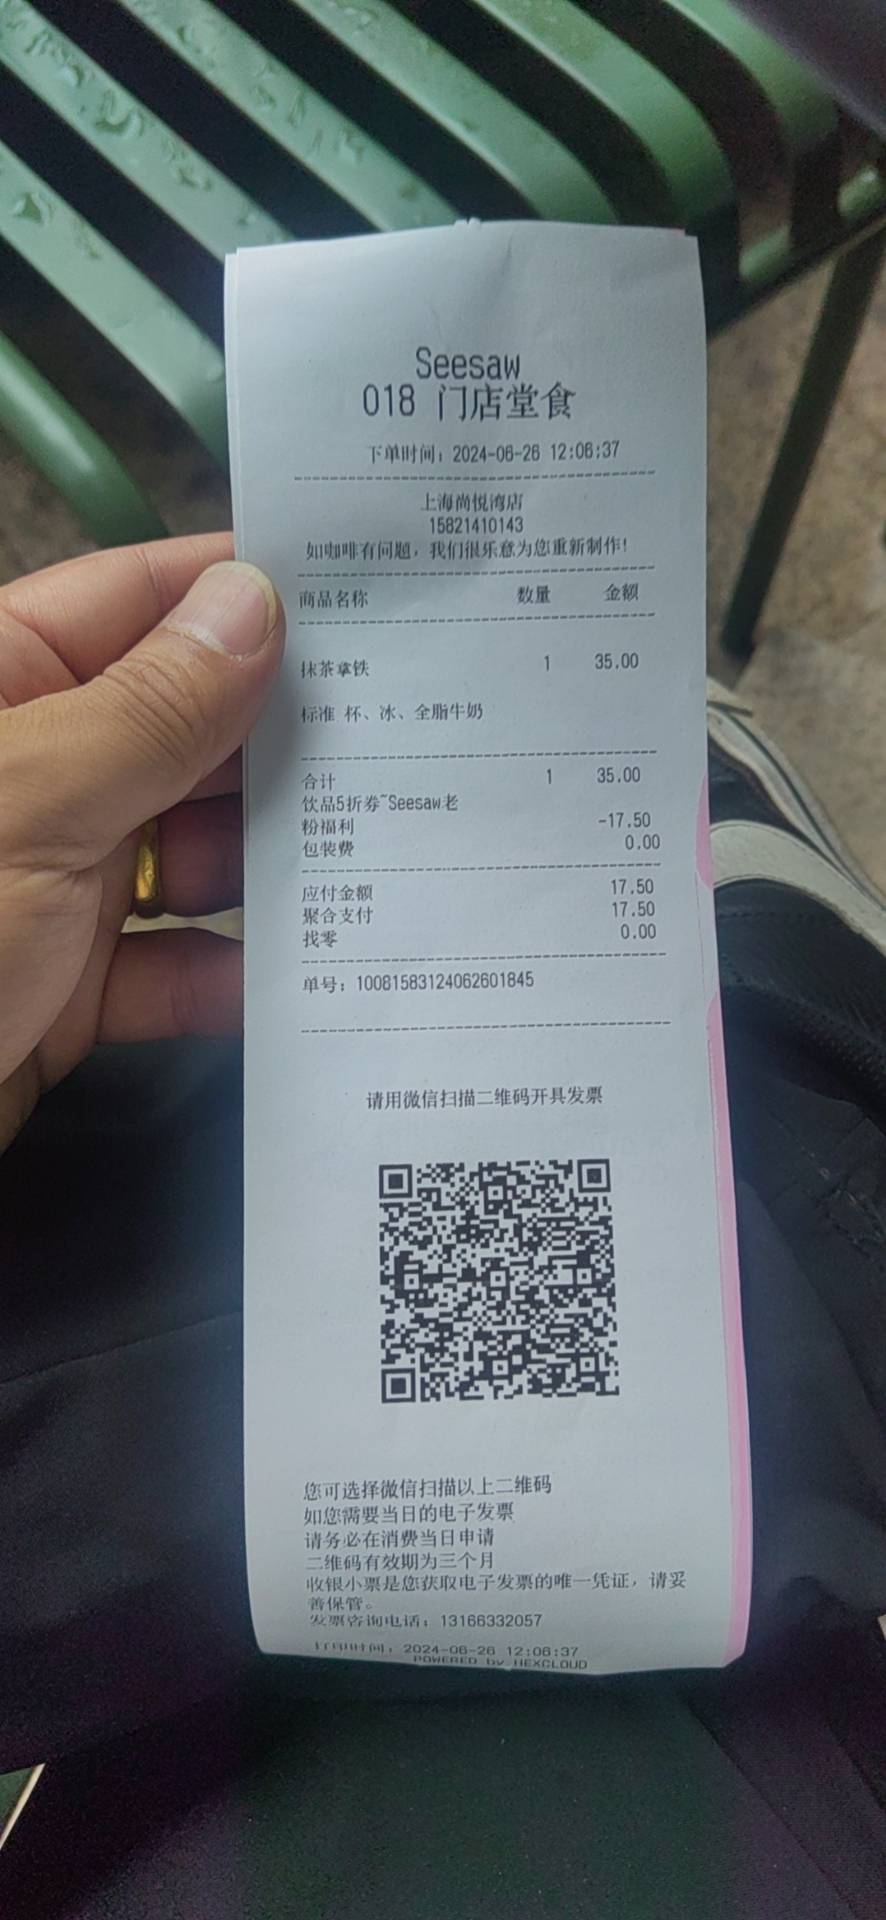 Seesaw
018 门店堂食
下单时间：2024-06-26 12:06:37
上海尚悦湾店
15821410143
如咖啡有问题，我们很乐意为您重新制作！
商品名称 数量 金额
抹茶拿铁 1 35.00
标准 杯、冰、全脂牛奶
合计 1 35.00
饮品5折券~Seesaw老
粉福利 -17.50
包装费 0.00
应付金额 17.50
聚合支付 17.50
找零 0.00
单号：10081583124062601845
请用微信扫描二维码开具发票
您可选择微信扫描以上二维码
如您需要当日的电子发票
请务必在消费当日申请
二维码有效期为三个月
收银小票是您获取电子发票的唯一凭证，请妥
善保管。
发票咨询电话：13166332057
打印时间：2024-06-26 12:06:37
POWERED by HEXCLOUD